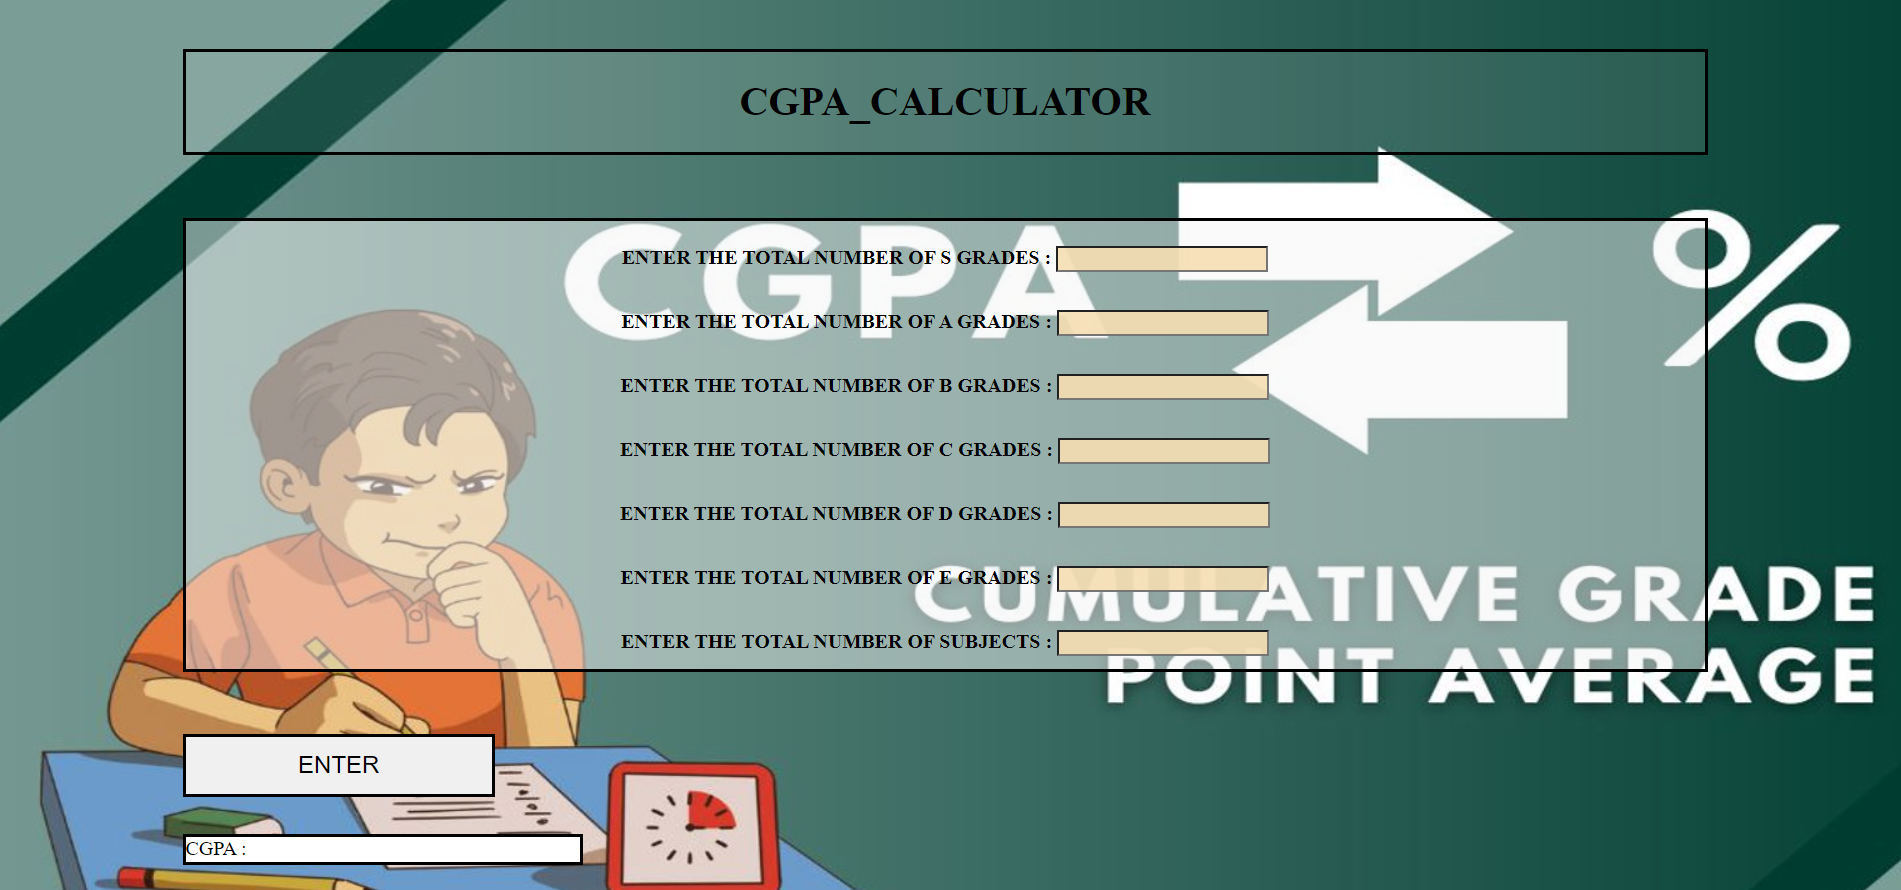 CGPA_CALCULATOR
CGPA %
ENTER THE TOTAL NUMBER OF S GRADES :
ENTER THE TOTAL NUMBER OF A GRADES :
ENTER THE TOTAL NUMBER OF B GRADES :
ENTER THE TOTAL NUMBER OF C GRADES :
ENTER THE TOTAL NUMBER OF D GRADES :
ENTER THE TOTAL NUMBER OF E GRADES :
CUMULATIVE GRADE
ENTER THE TOTAL NUMBER OF SUBJECTS :
POINT AVERAGE
ENTER
CGPA :